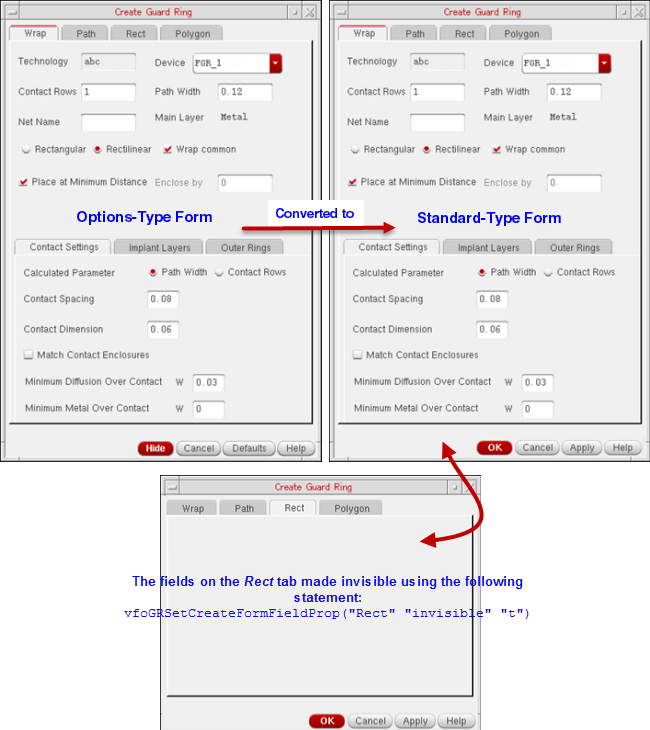 Create Guard Ring
Wrap Path Rect Polygon
Technology abc Device FGR_1
Contact Rows 1 Path Width 0.12
Net Name Main Layer Metal
Rectangular Rectilinear Wrap common
Place at Minimum Distance Enclose by 0
Options-Type Form
Contact Settings Implant Layers Outer Rings
Calculated Parameter Path Width Contact Rows
Contact Spacing 0.08
Contact Dimension 0.06
Match Contact Enclosures
Minimum Diffusion Over Contact W 0.03
Minimum Metal Over Contact W 0
Hide Cancel Defaults Help
Converted to
Create Guard Ring
Wrap Path Rect Polygon
Technology abc Device FGR_1
Contact Rows 1 Path Width 0.12
Net Name Main Layer Metal
Rectangular Rectilinear Wrap common
Place at Minimum Distance Enclose by 0
Standard-Type Form
Contact Settings Implant Layers Outer Rings
Calculated Parameter Path Width Contact Rows
Contact Spacing 0.08
Contact Dimension 0.06
Match Contact Enclosures
Minimum Diffusion Over Contact W 0.03
Minimum Metal Over Contact W 0
OK Cancel Apply Help
Create Guard Ring
Wrap Path Rect Polygon
The fields on the Rect tab made invisible using the following
statement:
vfoGRSetCreateFormFieldProp("Rect" "invisible" "t")
OK Cancel Apply Help